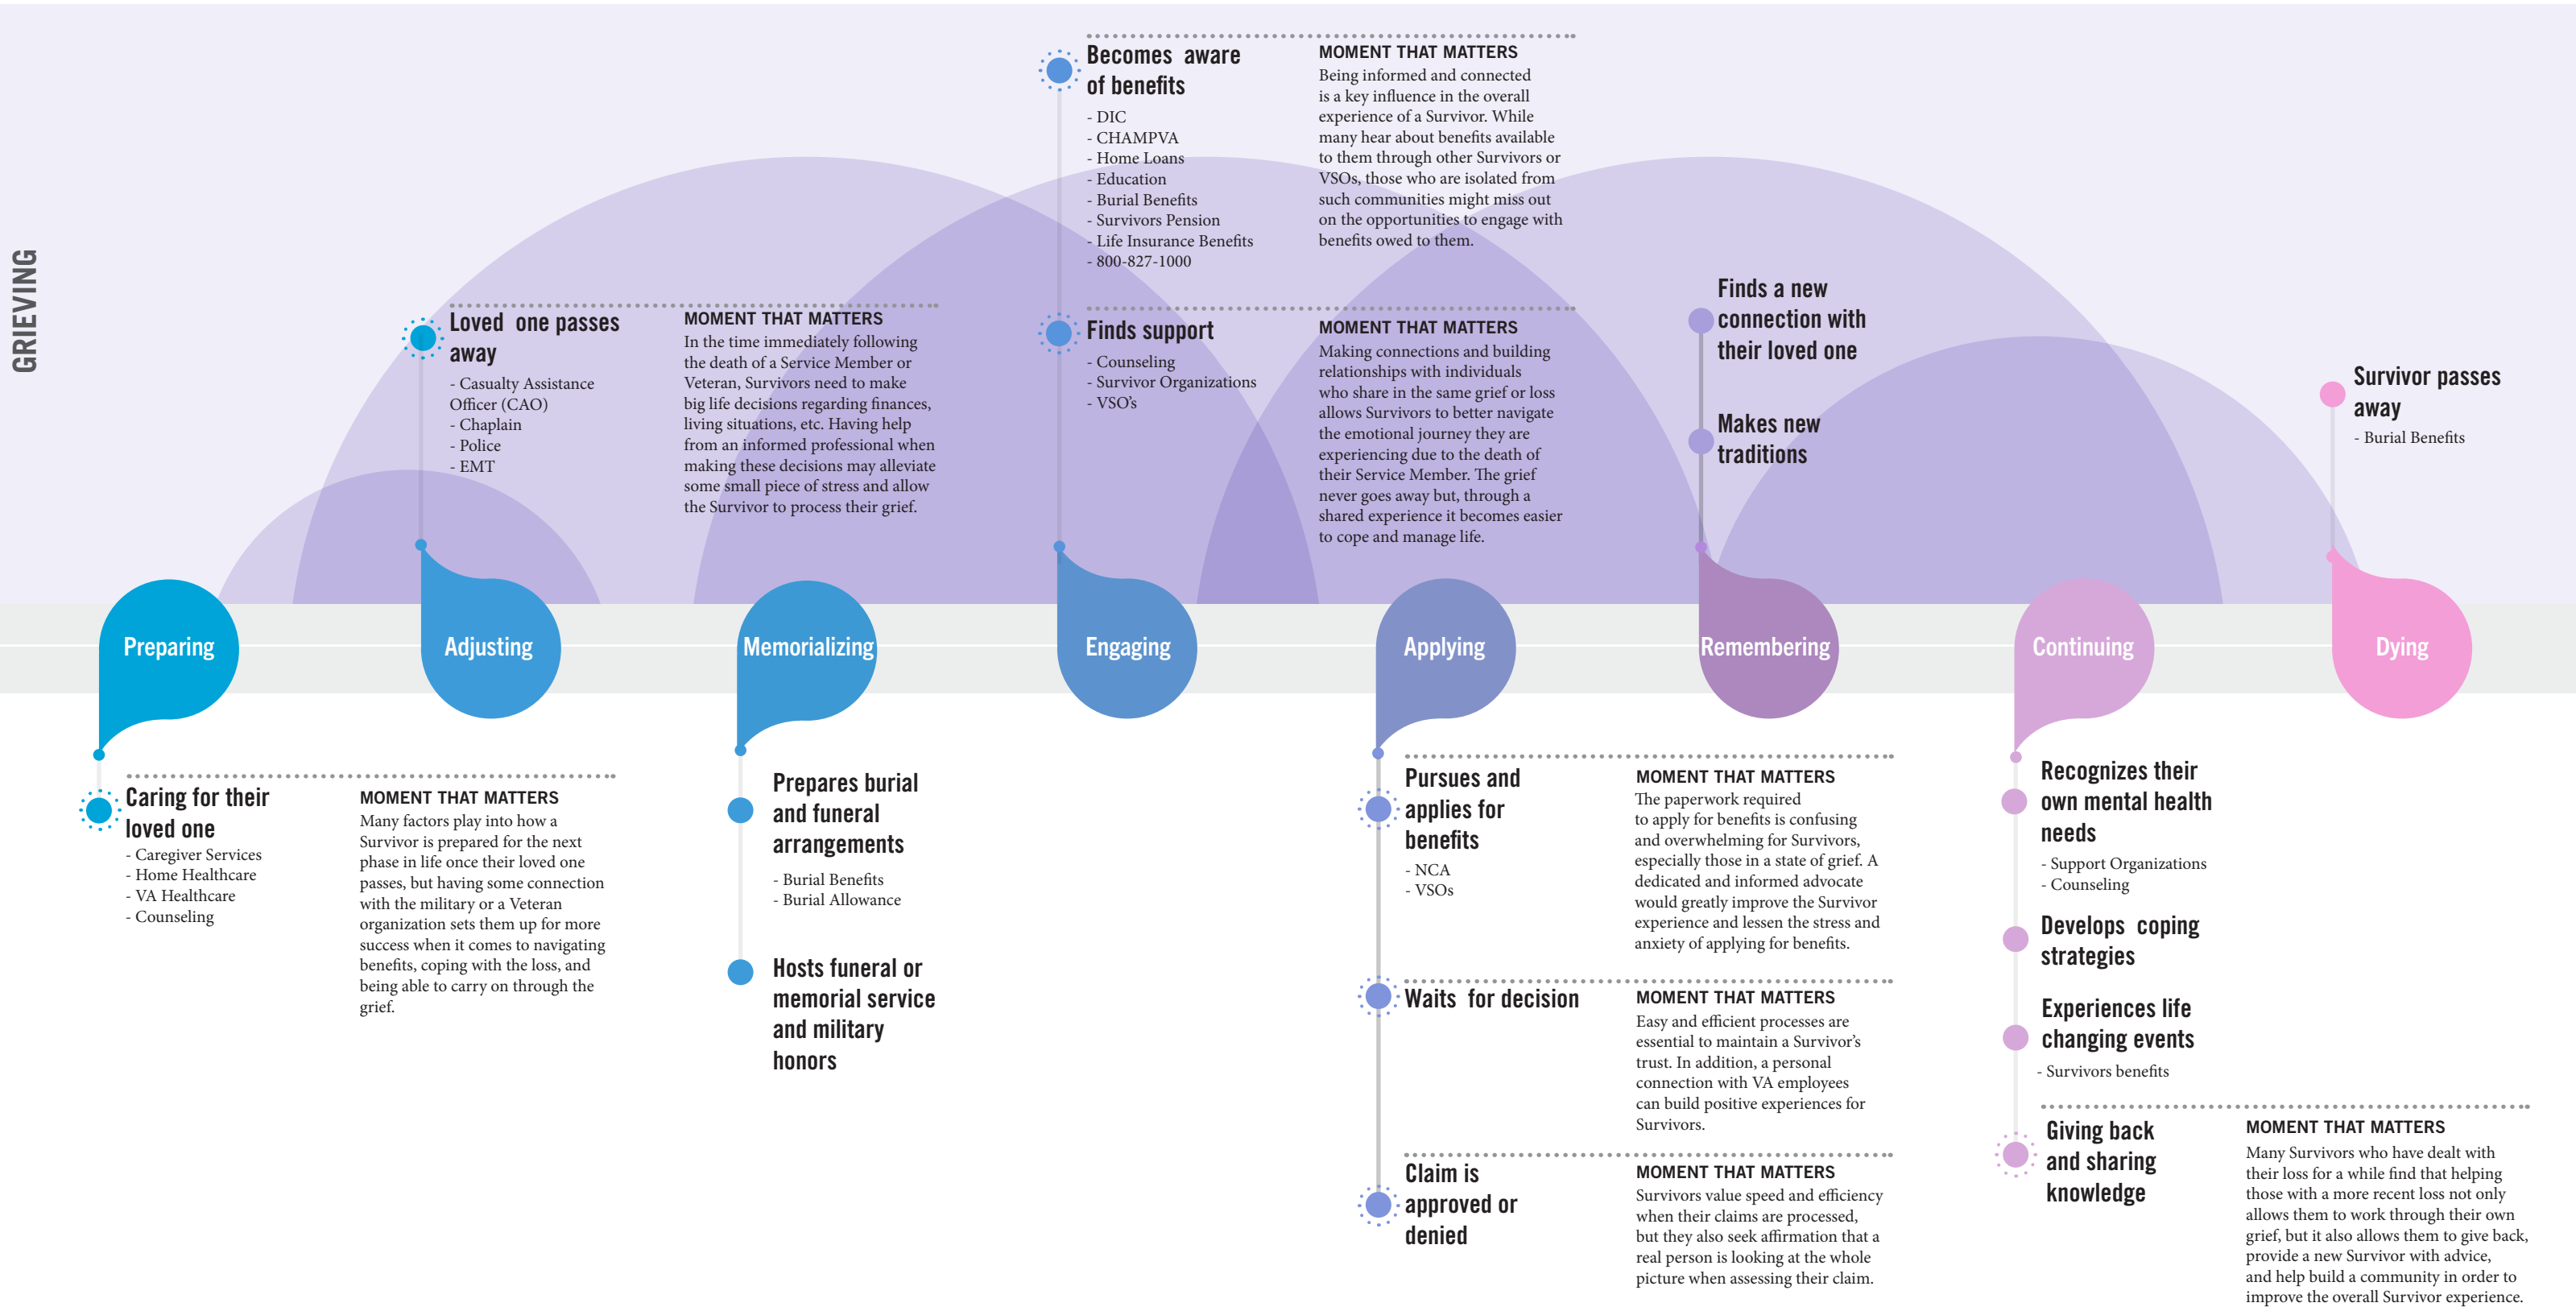 GRIEVING
Becomes aware
of benefits
- DIC
- CHAMPVA
- Home Loans
- Education
- Burial Benefits
- Survivors Pension
- Life Insurance Benefits
- 800-827-1000
MOMENT THAT MATTERS
Being informed and connected
is a key influence in the overall
experience of a Survivor. While
many hear about benefits available
to them through other Survivors or
VSOs, those who are isolated from
such communities might miss out
on the opportunities to engage with
benefits owed to them.
Loved one passes
away
- Casualty Assistance
Officer (CAO)
- Chaplain
- Police
- EMT
MOMENT THAT MATTERS
In the time immediately following
the death of a Service Member or
Veteran, Survivors need to make
big life decisions regarding finances,
living situations, etc. Having help
from an informed professional when
making these decisions may alleviate
some small piece of stress and allow
the Survivor to process their grief.
Finds support
- Counseling
- Survivor Organizations
- VSO's
MOMENT THAT MATTERS
Making connections and building
relationships with individuals
who share in the same grief or loss
allows Survivors to better navigate
the emotional journey they are
experiencing due to the death of
their Service Member. The grief
never goes away but, through a
shared experience it becomes easier
to cope and manage life.
Finds a new
connection with
their loved one
Makes new
traditions
Survivor passes
away
- Burial Benefits
Preparing
Adjusting
Memorializing
Engaging
Applying
Remembering
Continuing
Dying
Caring for their
loved one
- Caregiver Services
- Home Healthcare
- VA Healthcare
- Counseling
MOMENT THAT MATTERS
Many factors play into how a
Survivor is prepared for the next
phase in life once their loved one
passes, but having some connection
with the military or a Veteran
organization sets them up for more
success when it comes to navigating
benefits, coping with the loss, and
being able to carry on through the
grief.
Prepares burial
and funeral
arrangements
- Burial Benefits
- Burial Allowance
Hosts funeral or
memorial service
and military
honors
Pursues and
applies for
benefits
- NCA
- VSOs
MOMENT THAT MATTERS
The paperwork required
to apply for benefits is confusing
and overwhelming for Survivors,
especially those in a state of grief. A
dedicated and informed advocate
would greatly improve the Survivor
experience and lessen the stress and
anxiety of applying for benefits.
Waits for decision
MOMENT THAT MATTERS
Easy and efficient processes are
essential to maintain a Survivor's
trust. In addition, a personal
connection with VA employees
can build positive experiences for
Survivors.
Claim is
approved or
denied
MOMENT THAT MATTERS
Survivors value speed and efficiency
when their claims are processed,
but they also seek affirmation that a
real person is looking at the whole
picture when assessing their claim.
Recognizes their
own mental health
needs
- Support Organizations
- Counseling
Develops coping
strategies
Experiences life
changing events
- Survivors benefits
Giving back
and sharing
knowledge
MOMENT THAT MATTERS
Many Survivors who have dealt with
their loss for a while find that helping
those with a more recent loss not only
allows them to work through their own
grief, but it also allows them to give back,
provide a new Survivor with advice,
and help build a community in order to
improve the overall Survivor experience.